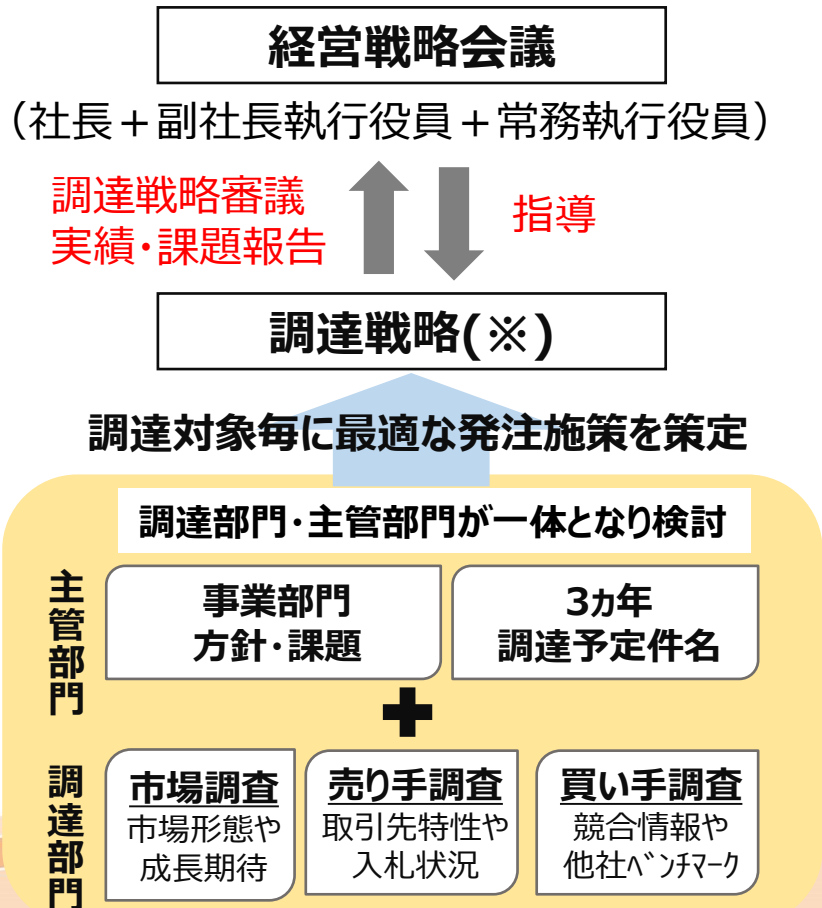 経営戦略会議
(社長＋副社長執行役員＋常務執行役員)
調達戦略審議
実績・課題報告
指導
調達戦略(※)
調達対象毎に最適な発注施策を策定
調達部門・主管部門が一体となり検討
主管部門
事業部門
方針・課題
3ヵ年
調達予定件名
調達部門
市場調査
市場形態や
成長期待
売り手調査
取引先特性や
入札状況
買い手調査
競合情報や
他社ﾍﾞﾝﾁﾏｰｸ